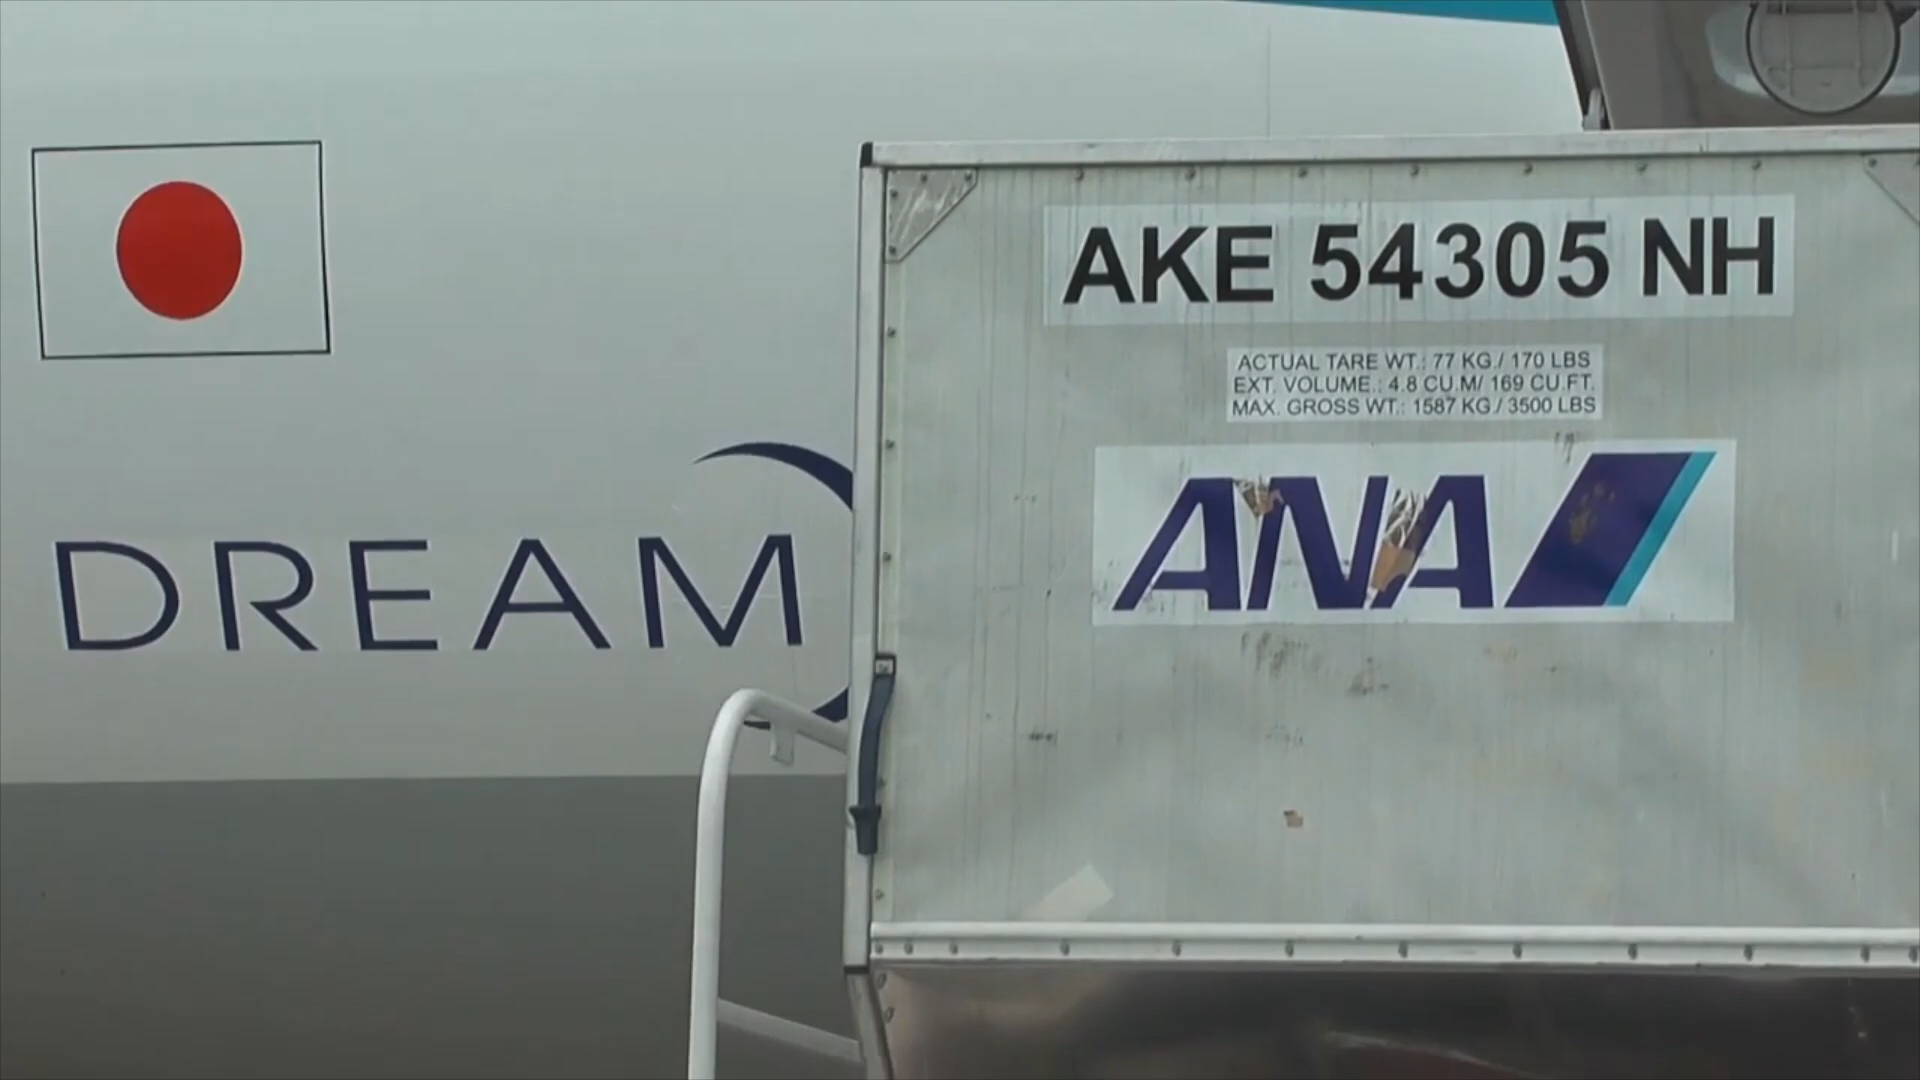 DREAM
AKE 54305 NH
ACTUAL TARE WT.: 77 KG./ 170 LBS
EXT. VOLUME.: 4.8 CU.M/ 169 CU.FT.
MAX. GROSS WT.: 1587 KG./ 3500 LBS
ANA